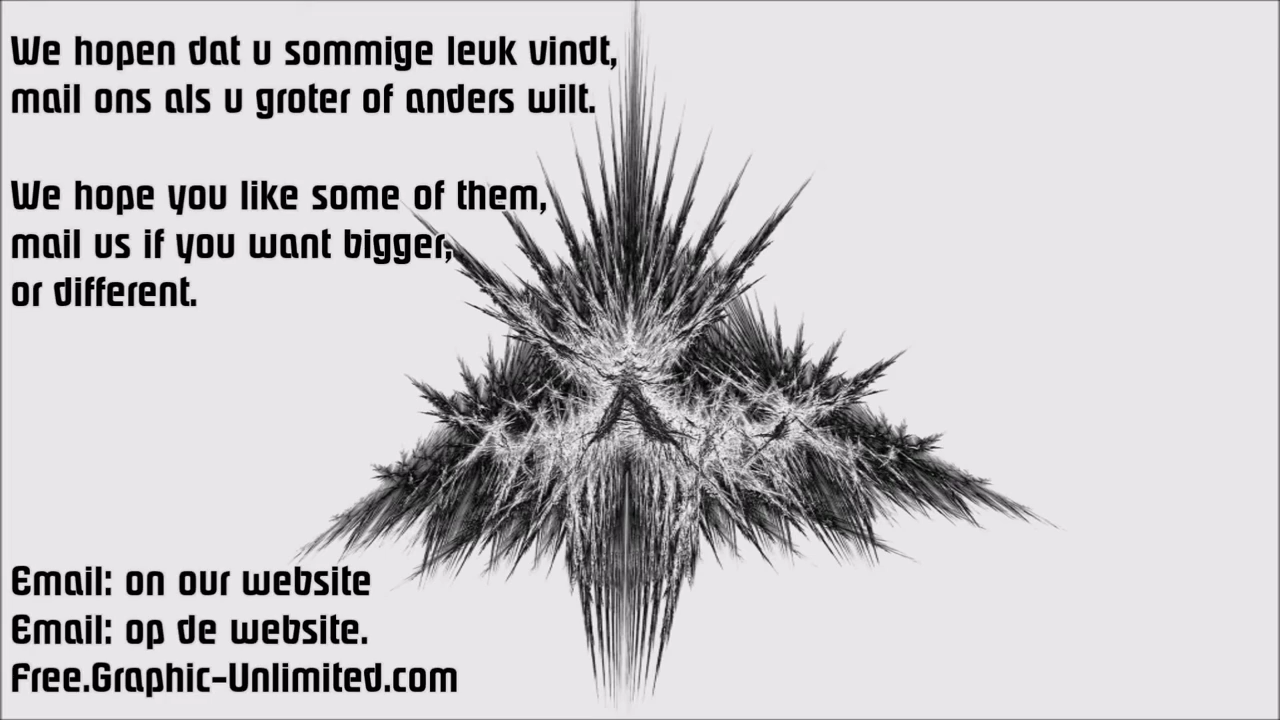 We hopen dat u sommige leuk vindt,
mail ons als u groter of anders wilt.
We hope you like some of them,
mail us if you want bigger,
or different.
Email: on our website
Email: op de website.
Free.Graphic-Unlimited.com